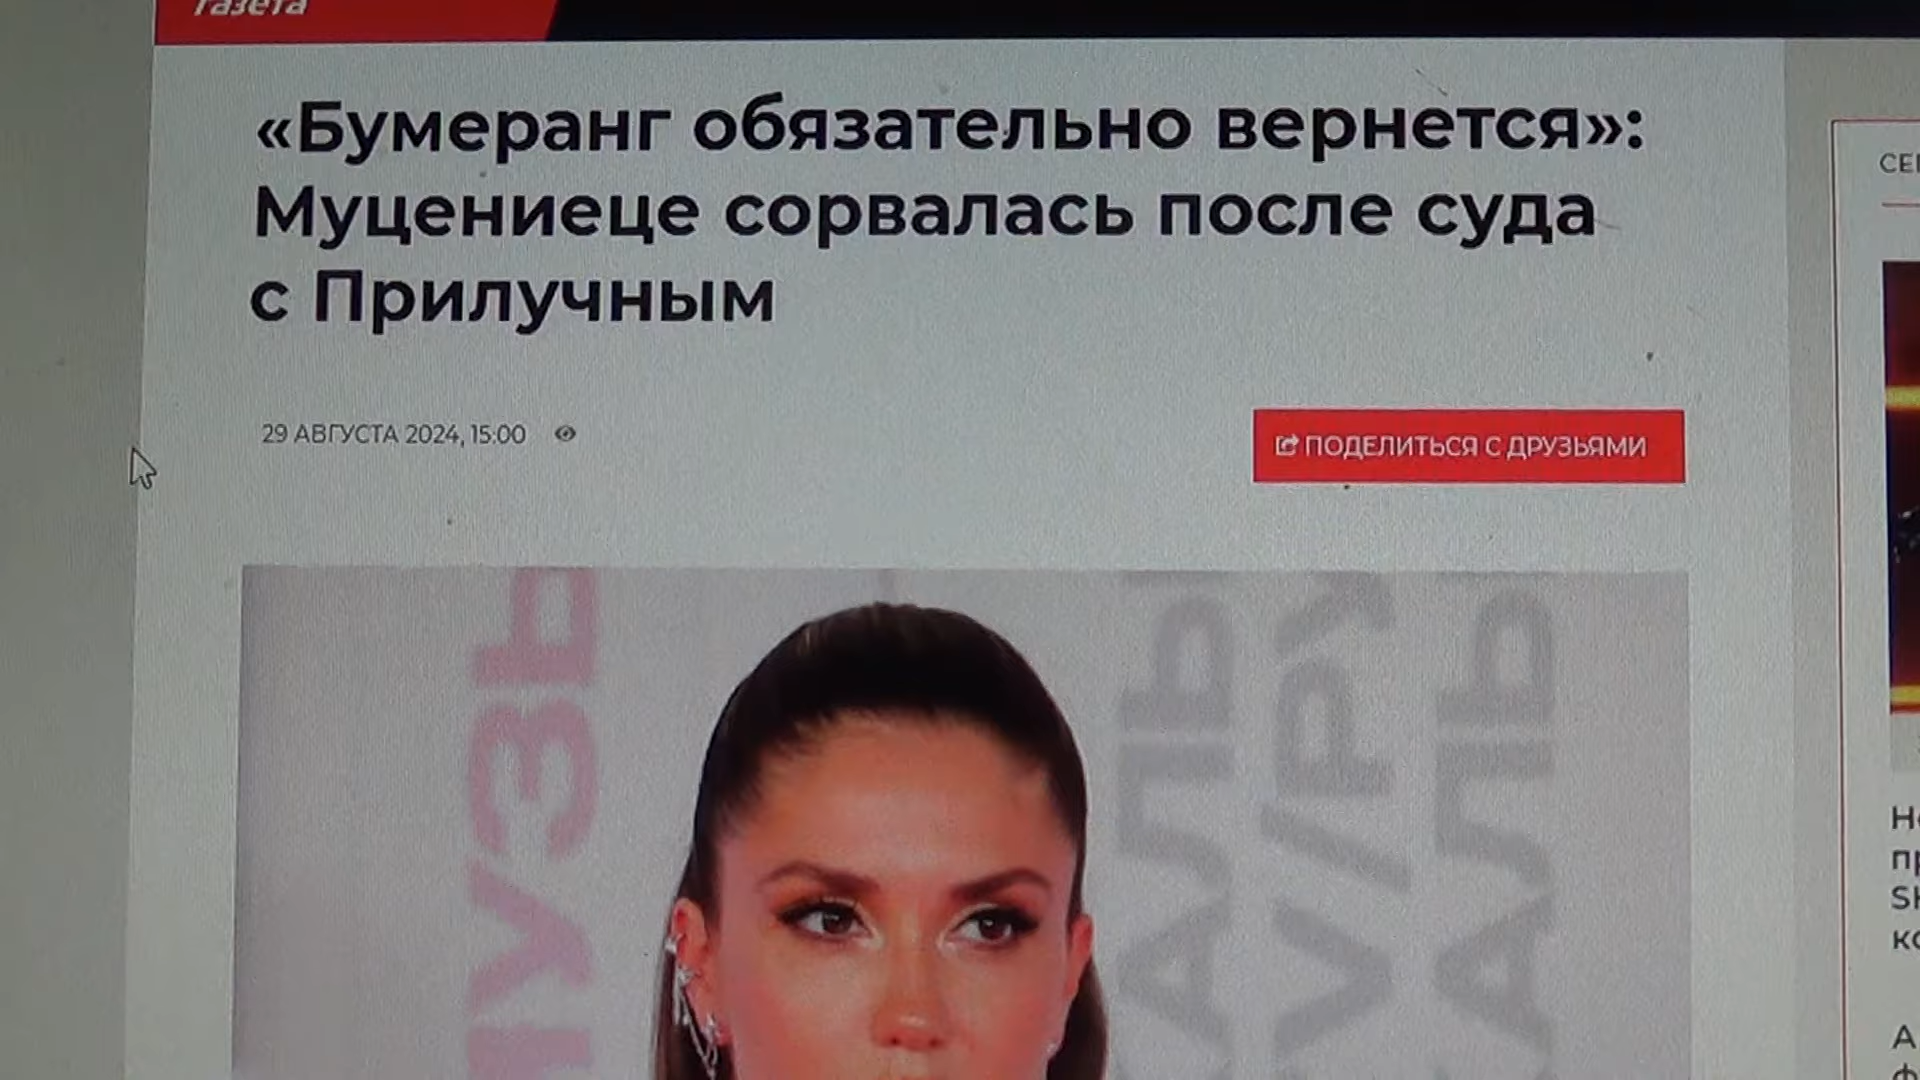 газета
«Бумеранг обязательно вернется»:
Муцениеце сорвалась после суда
с Прилучным
29 АВГУСТА 2024, 15:00
ПОДЕЛИТЬСЯ С ДРУЗЬЯМИ